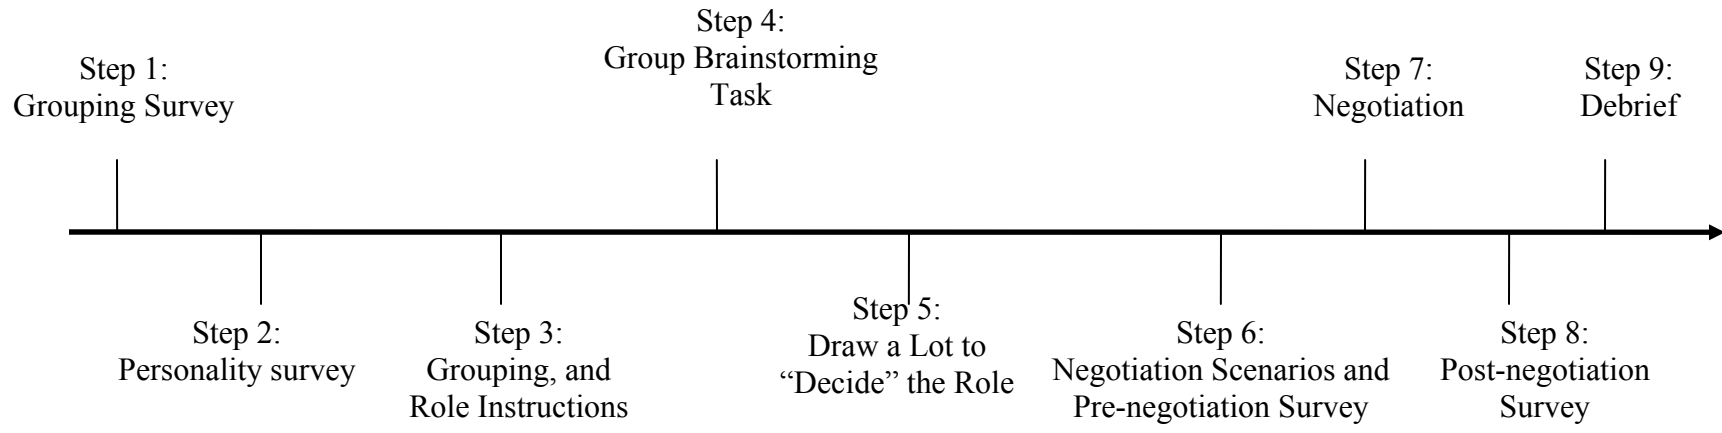 Step 1:
Grouping Survey
Step 2:
Personality survey
Step 3:
Grouping, and
Role Instructions
Step 4:
Group Brainstorming
Task
Step 5:
Draw a Lot to
“Decide” the Role
Step 6:
Negotiation Scenarios and
Pre-negotiation Survey
Step 7:
Negotiation
Step 8:
Post-negotiation
Survey
Step 9:
Debrief